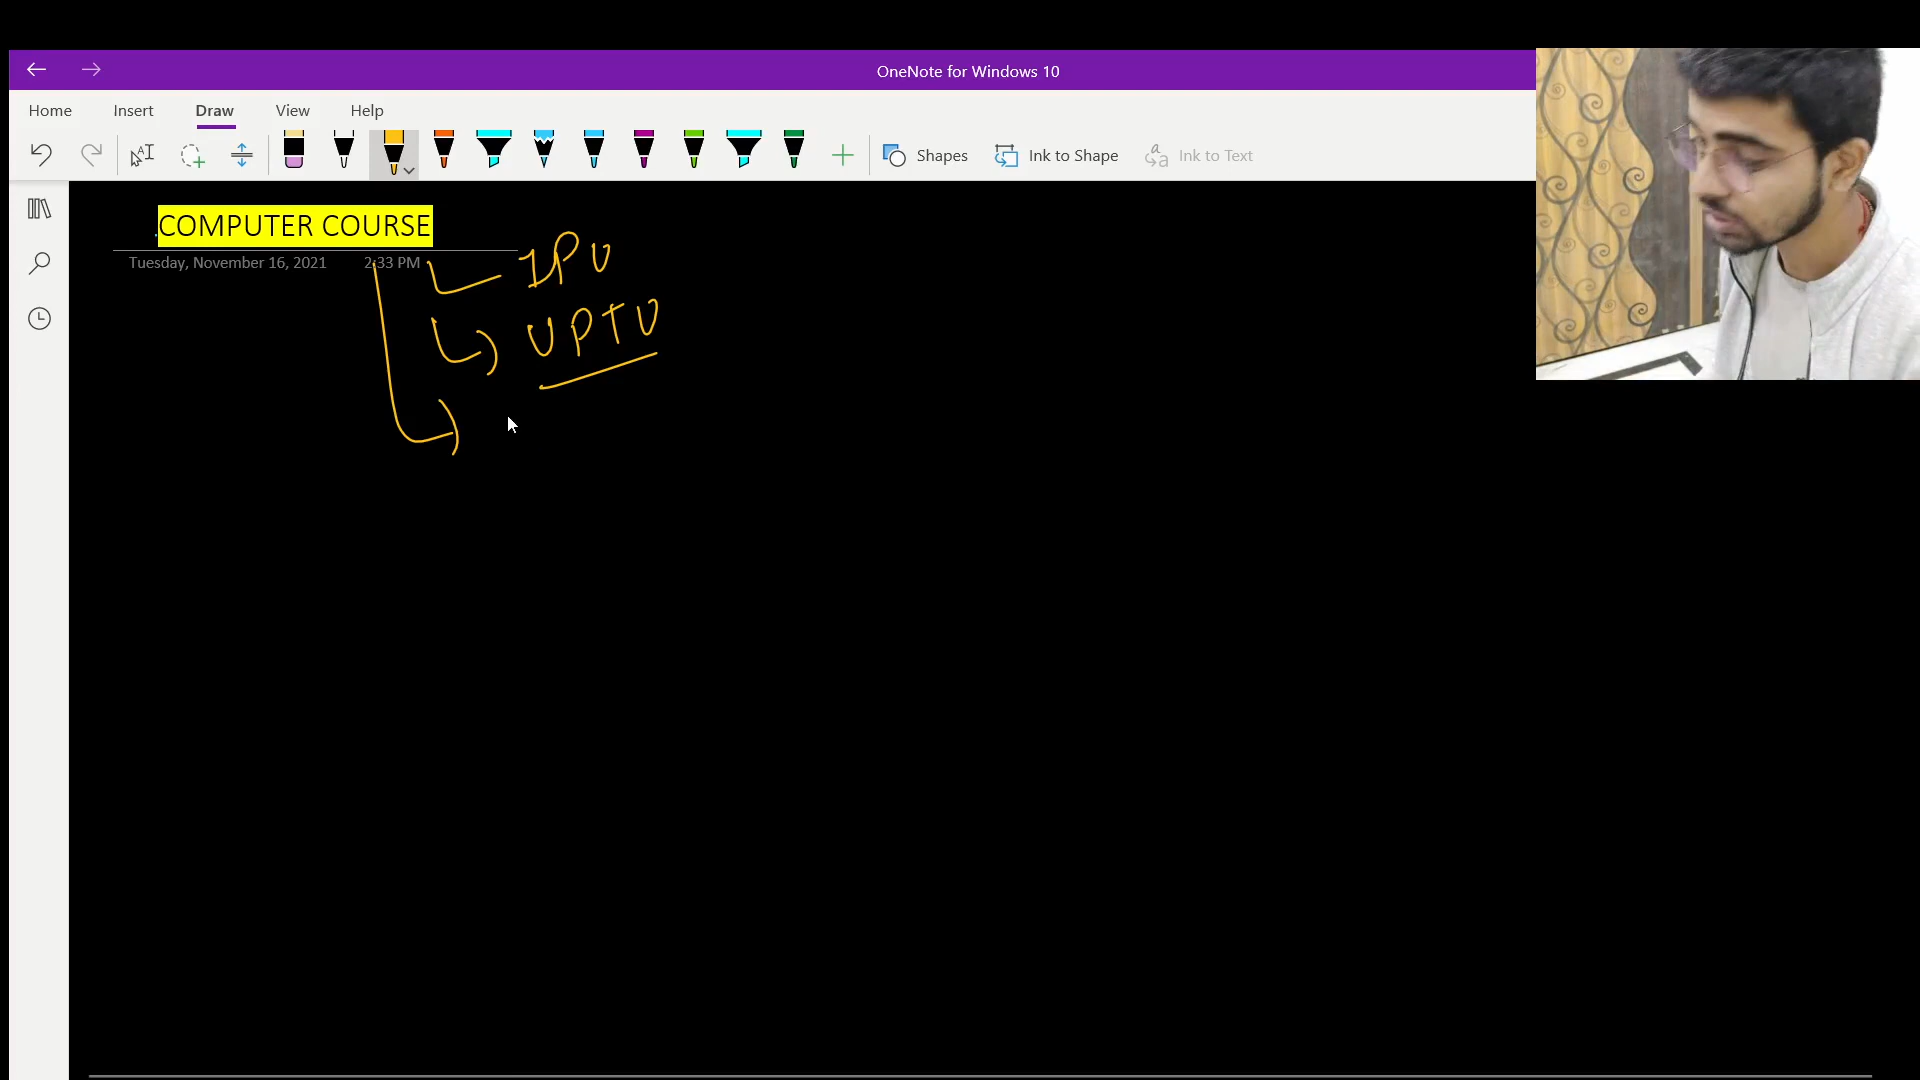 OneNote for Windows 10
Home Insert Draw View Help
Shapes Ink to Shape Ink to Text
COMPUTER COURSE
Tuesday, November 16, 2021 2:33 PM
IPU
UPTU